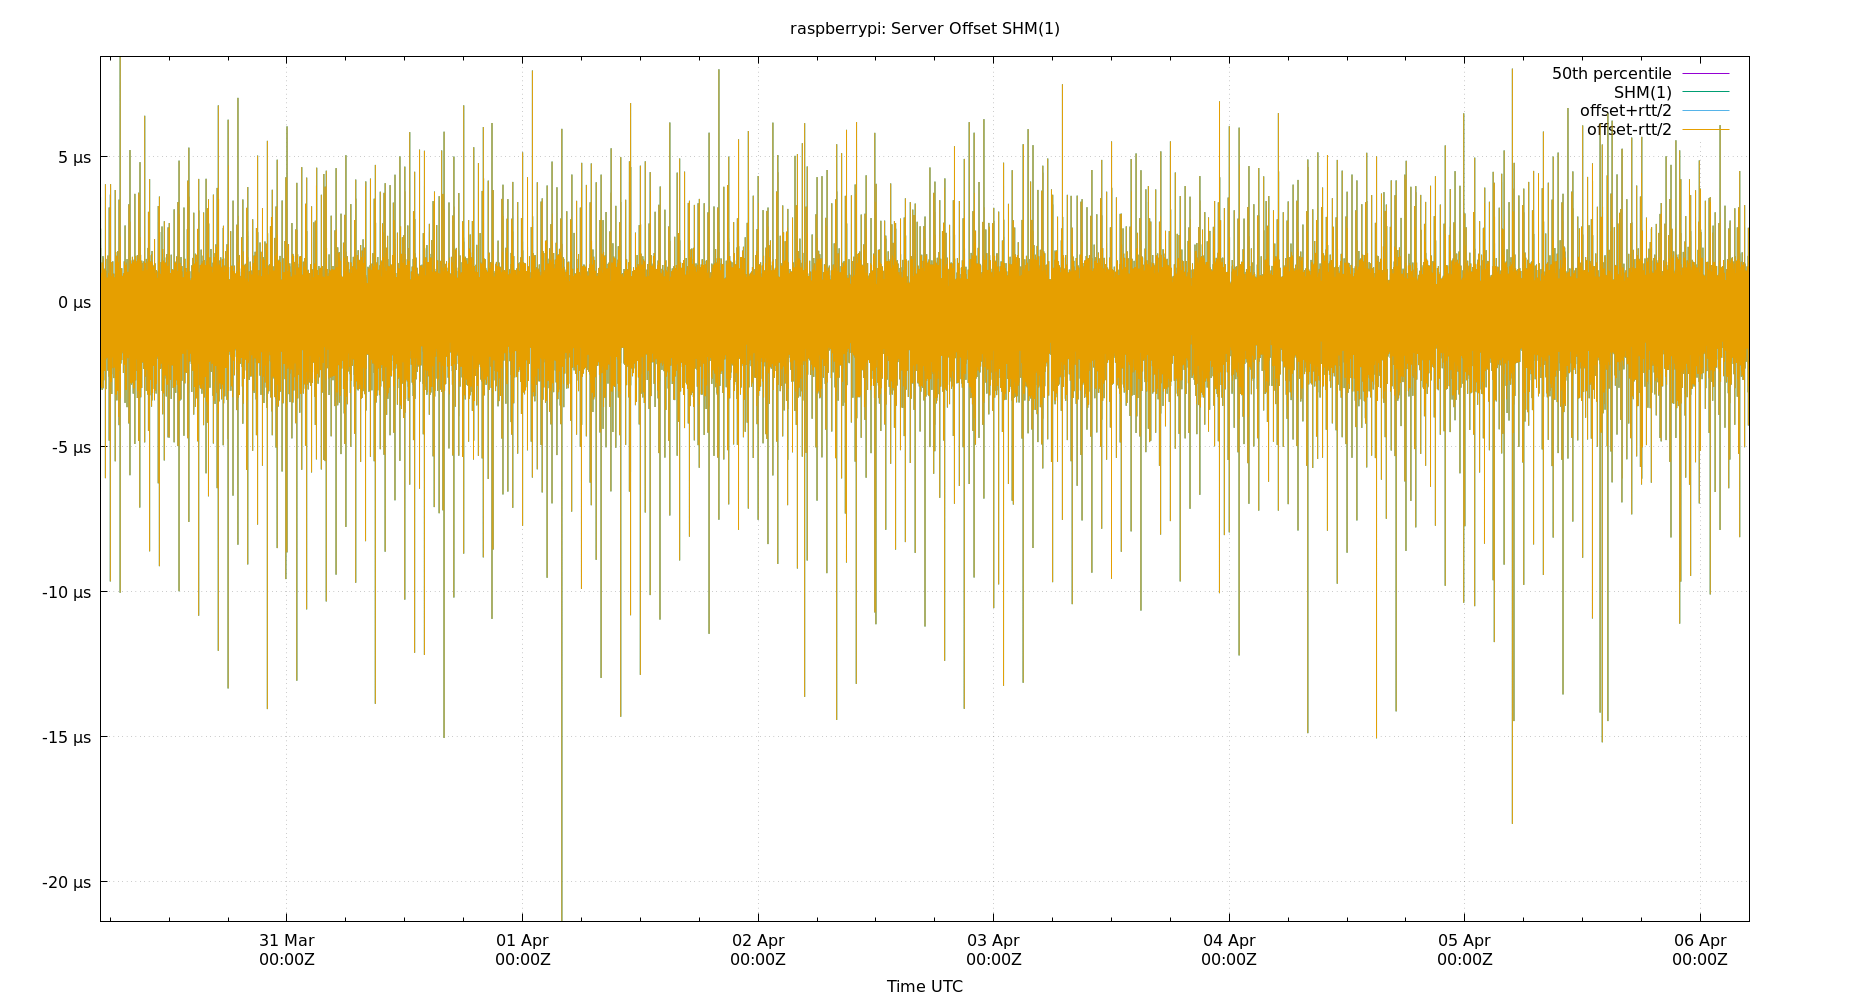 raspberrypi: Server Offset SHM(1)
50th percentile
SHM(1)
offset+rtt/2
offset-rtt/2
5 µs
0 µs
-5 µs
-10 µs
-15 µs
-20 µs
31 Mar 01 Apr 02 Apr 03 Apr 04 Apr 05 Apr 06 Apr
00:00Z 00:00Z 00:00Z 00:00Z 00:00Z 00:00Z 00:00Z
Time UTC